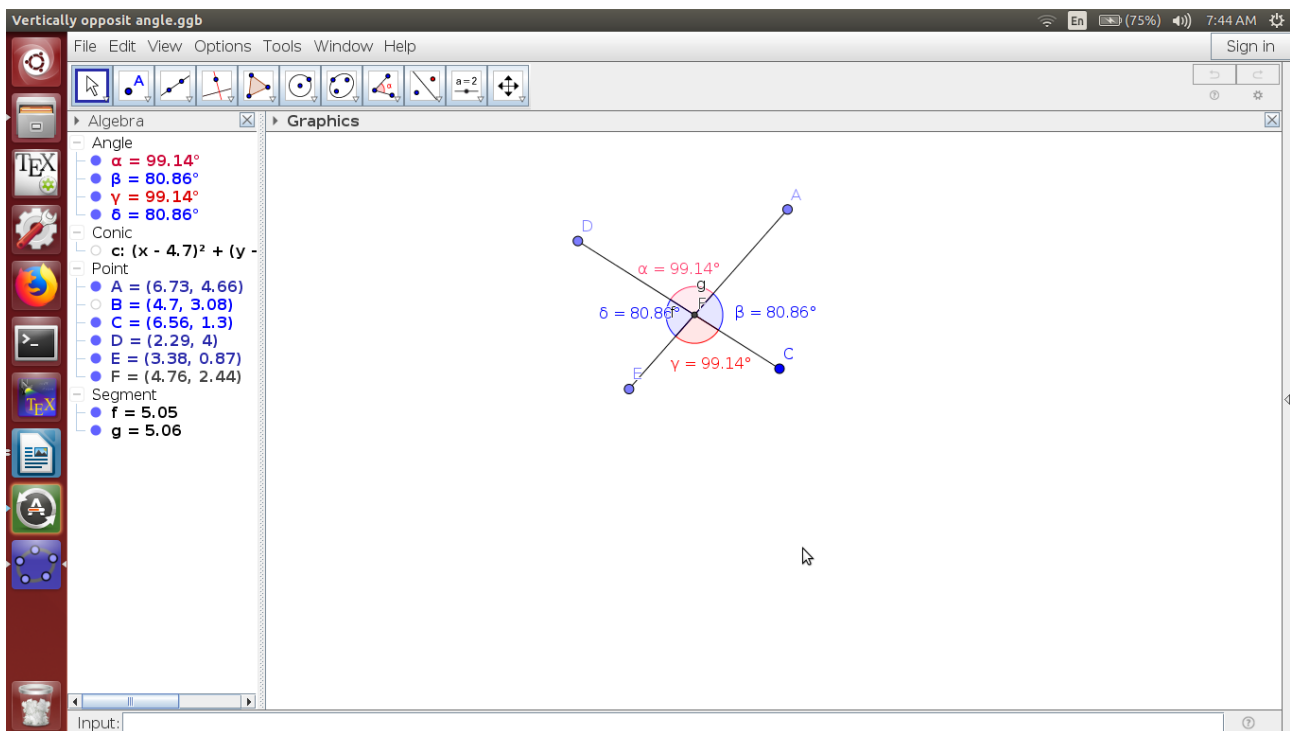 Vertically opposit angle.ggb
En (75%) 7:44 AM
File Edit View Options Tools Window Help
Sign in
A
a=2
Algebra
Graphics
Angle
α = 99.14°
β = 80.86°
γ = 99.14°
δ = 80.86°
Conic
c: (x - 4.7)² + (y -
Point
A = (6.73, 4.66)
B = (4.7, 3.08)
C = (6.56, 1.3)
D = (2.29, 4)
E = (3.38, 0.87)
F = (4.76, 2.44)
Segment
f = 5.05
g = 5.06
A
D
α = 99.14°
g
F
δ = 80.86°
f
β = 80.86°
C
γ = 99.14°
E
TEX
TEX
Input: